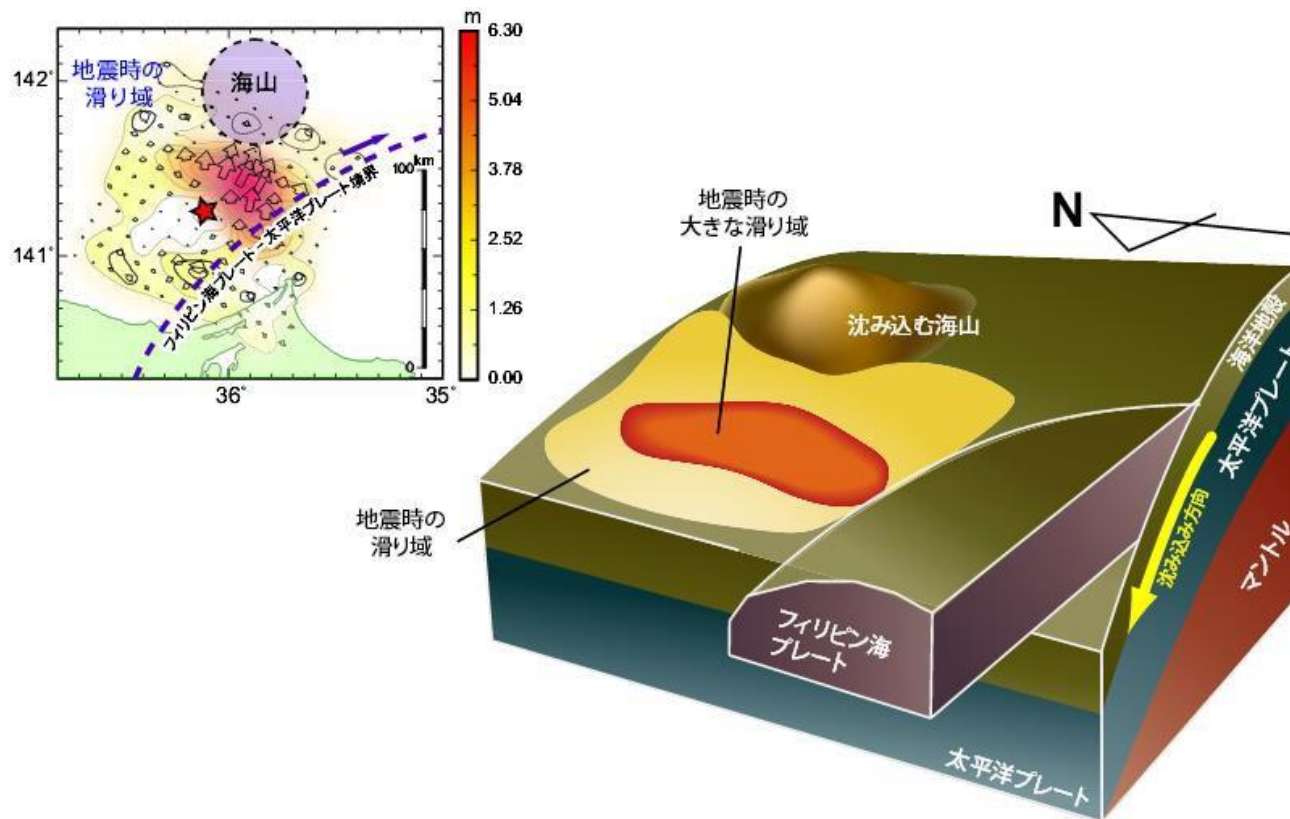 m
6.30
5.04
3.78
2.52
1.26
0.00
142°
141°
36°
35°
地震時の
滑り域
海山
100km
0
フィリピン海プレート－太平洋プレート境界
地震時の
大きな滑り域
N
沈み込む海山
海洋地殻
太平洋プレート
沈み込み方向
マントル
地震時の
滑り域
フィリピン海
プレート
太平洋プレート